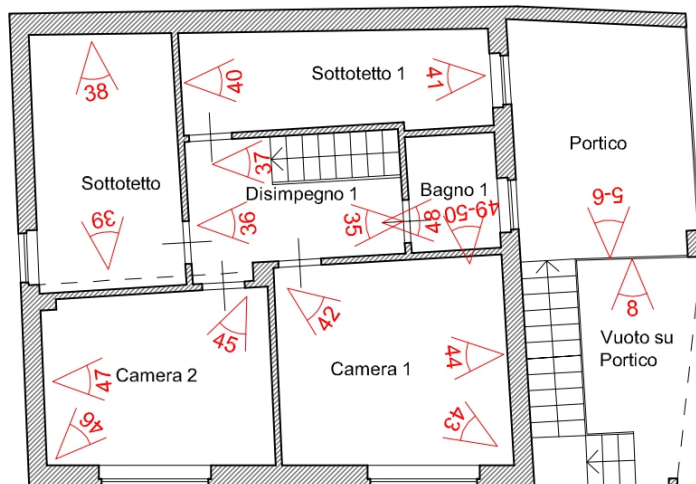 38
40
Sottotetto 1
41
Portico
37
Sottotetto
Disimpegno 1
Bagno 1
39
36
35
48
49-50
5-6
42
45
8
Vuoto su
Portico
47
Camera 2
Camera 1
44
46
43